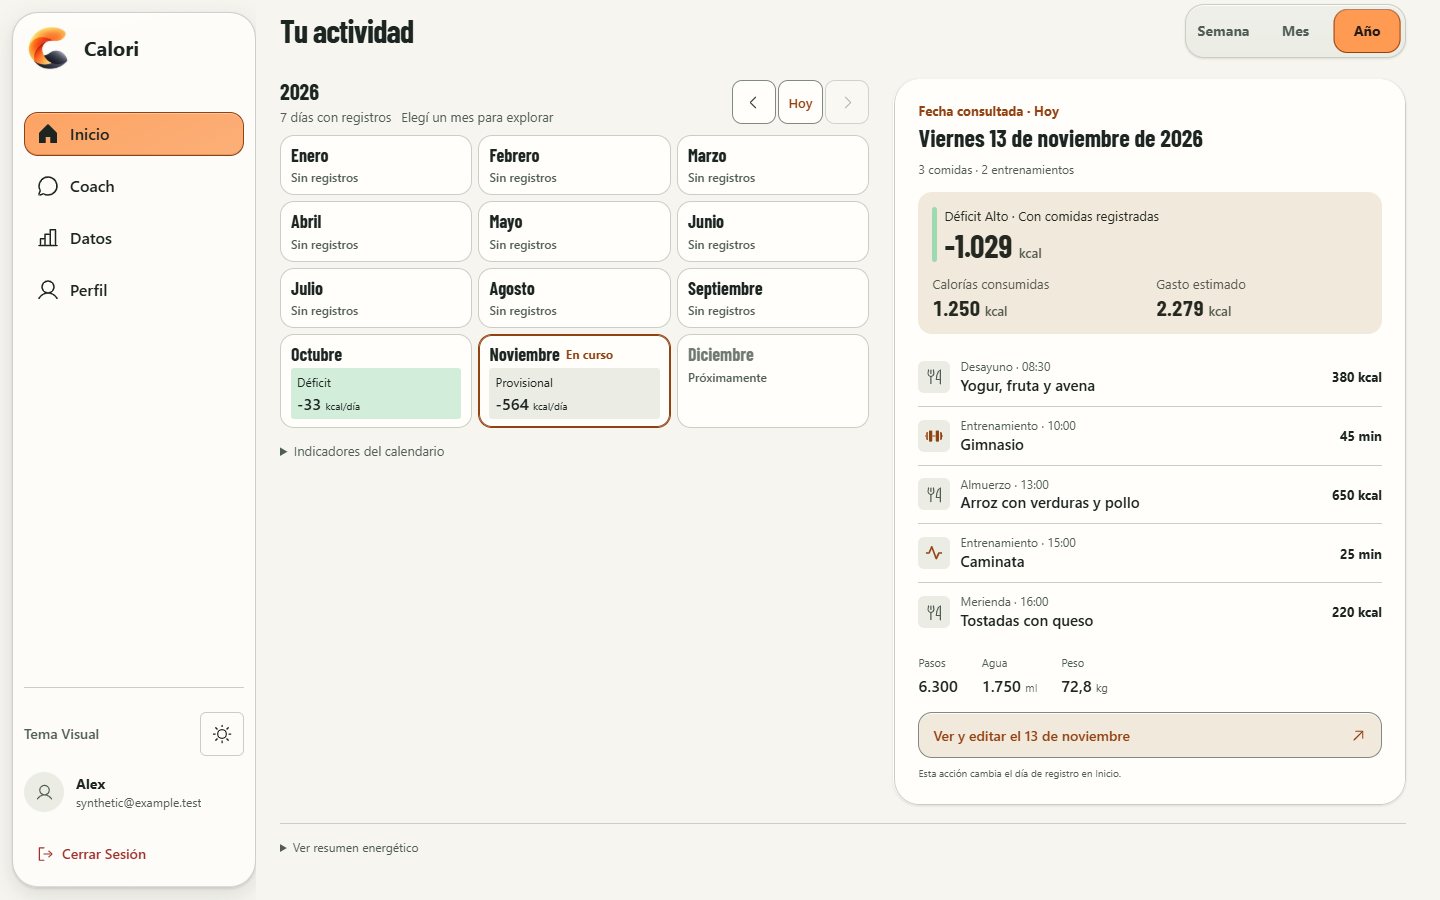 Calori
Inicio
Coach
Datos
Perfil
Tema Visual
Alex
synthetic@example.test
Cerrar Sesión
Tu actividad
Semana
Mes
Año
2026
7 días con registros Elegí un mes para explorar
Hoy
Enero
Sin registros
Febrero
Sin registros
Marzo
Sin registros
Abril
Sin registros
Mayo
Sin registros
Junio
Sin registros
Julio
Sin registros
Agosto
Sin registros
Septiembre
Sin registros
Octubre
Déficit
-33 kcal/día
Noviembre En curso
Provisional
-564 kcal/día
Diciembre
Próximamente
Indicadores del calendario
Fecha consultada · Hoy
Viernes 13 de noviembre de 2026
3 comidas · 2 entrenamientos
Déficit Alto · Con comidas registradas
-1.029 kcal
Calorías consumidas
1.250 kcal
Gasto estimado
2.279 kcal
Desayuno · 08:30
Yogur, fruta y avena
380 kcal
Entrenamiento · 10:00
Gimnasio
45 min
Almuerzo · 13:00
Arroz con verduras y pollo
650 kcal
Entrenamiento · 15:00
Caminata
25 min
Merienda · 16:00
Tostadas con queso
220 kcal
Pasos
6.300
Agua
1.750 ml
Peso
72,8 kg
Ver y editar el 13 de noviembre
Esta acción cambia el día de registro en Inicio.
Ver resumen energético